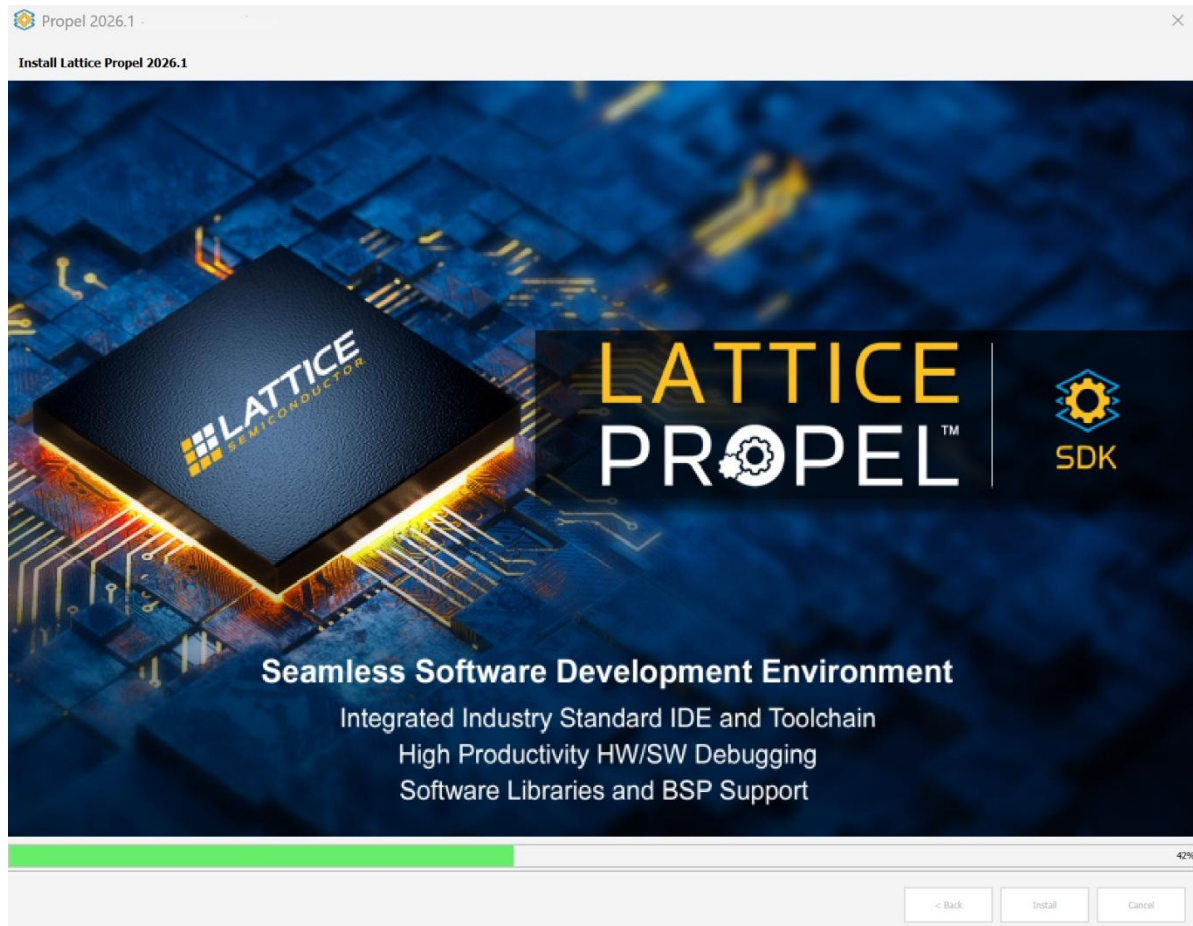 Propel 2026.1
Install Lattice Propel 2026.1
LATTICE
SEMICONDUCTOR
LATTICE
PROPEL™
SDK
Seamless Software Development Environment
Integrated Industry Standard IDE and Toolchain
High Productivity HW/SW Debugging
Software Libraries and BSP Support
42%
< Back
Install
Cancel